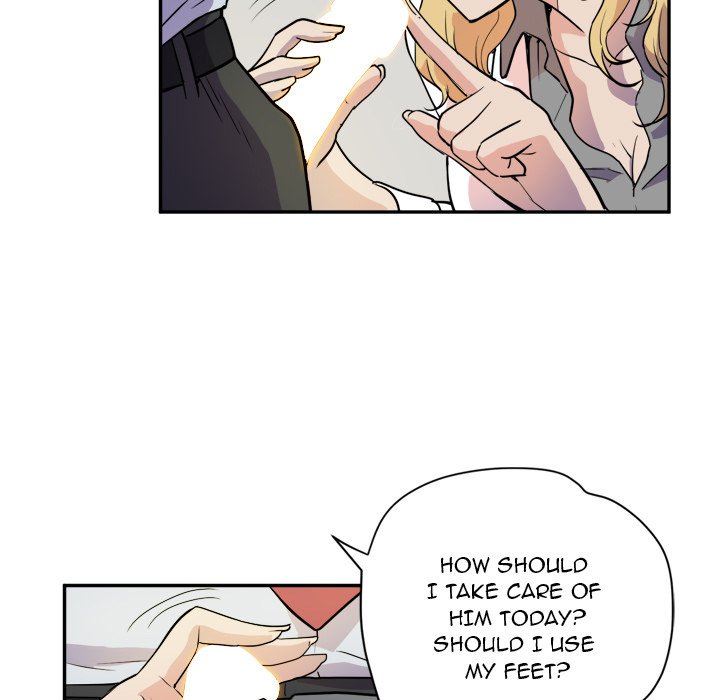 HOW SHOULD
I TAKE CARE OF
HIM TODAY?
SHOULD I USE
MY FEET?